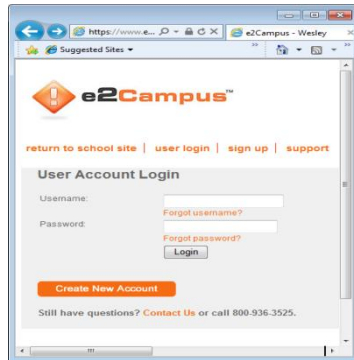 https://www.e...
e2Campus - Wesley
Suggested Sites
e2Campus™
return to school site | user login | sign up | support
User Account Login
Username:
Forgot username?
Password:
Forgot password?
Login
Create New Account
Still have questions? Contact Us or call 800-936-3525.